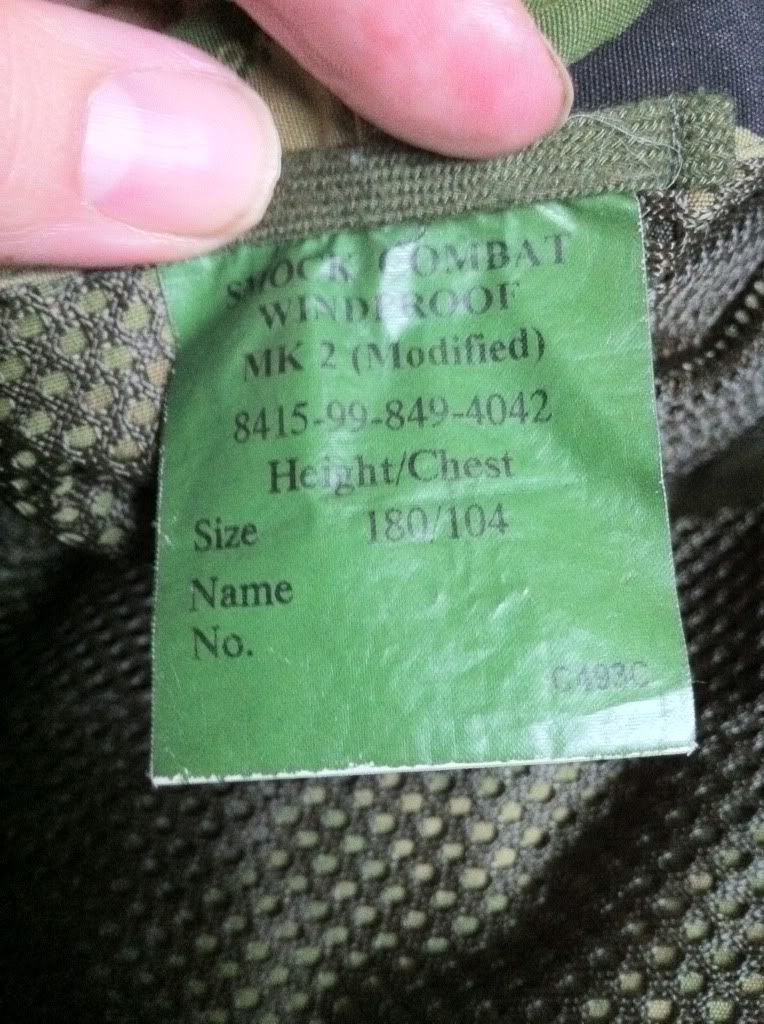 SMOCK COMBAT
WINDPROOF
MK 2 (Modified)
8415-99-849-4042
Height/Chest
Size 180/104
Name
No.
C493C